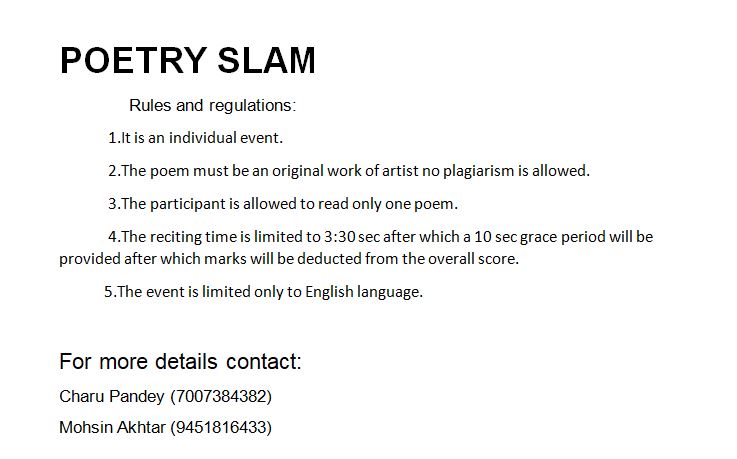 POETRY SLAM
Rules and regulations:
1.It is an individual event.
2.The poem must be an original work of artist no plagiarism is allowed.
3.The participant is allowed to read only one poem.
4.The reciting time is limited to 3:30 sec after which a 10 sec grace period will be
provided after which marks will be deducted from the overall score.
5.The event is limited only to English language.
For more details contact:
Charu Pandey (7007384382)
Mohsin Akhtar (9451816433)